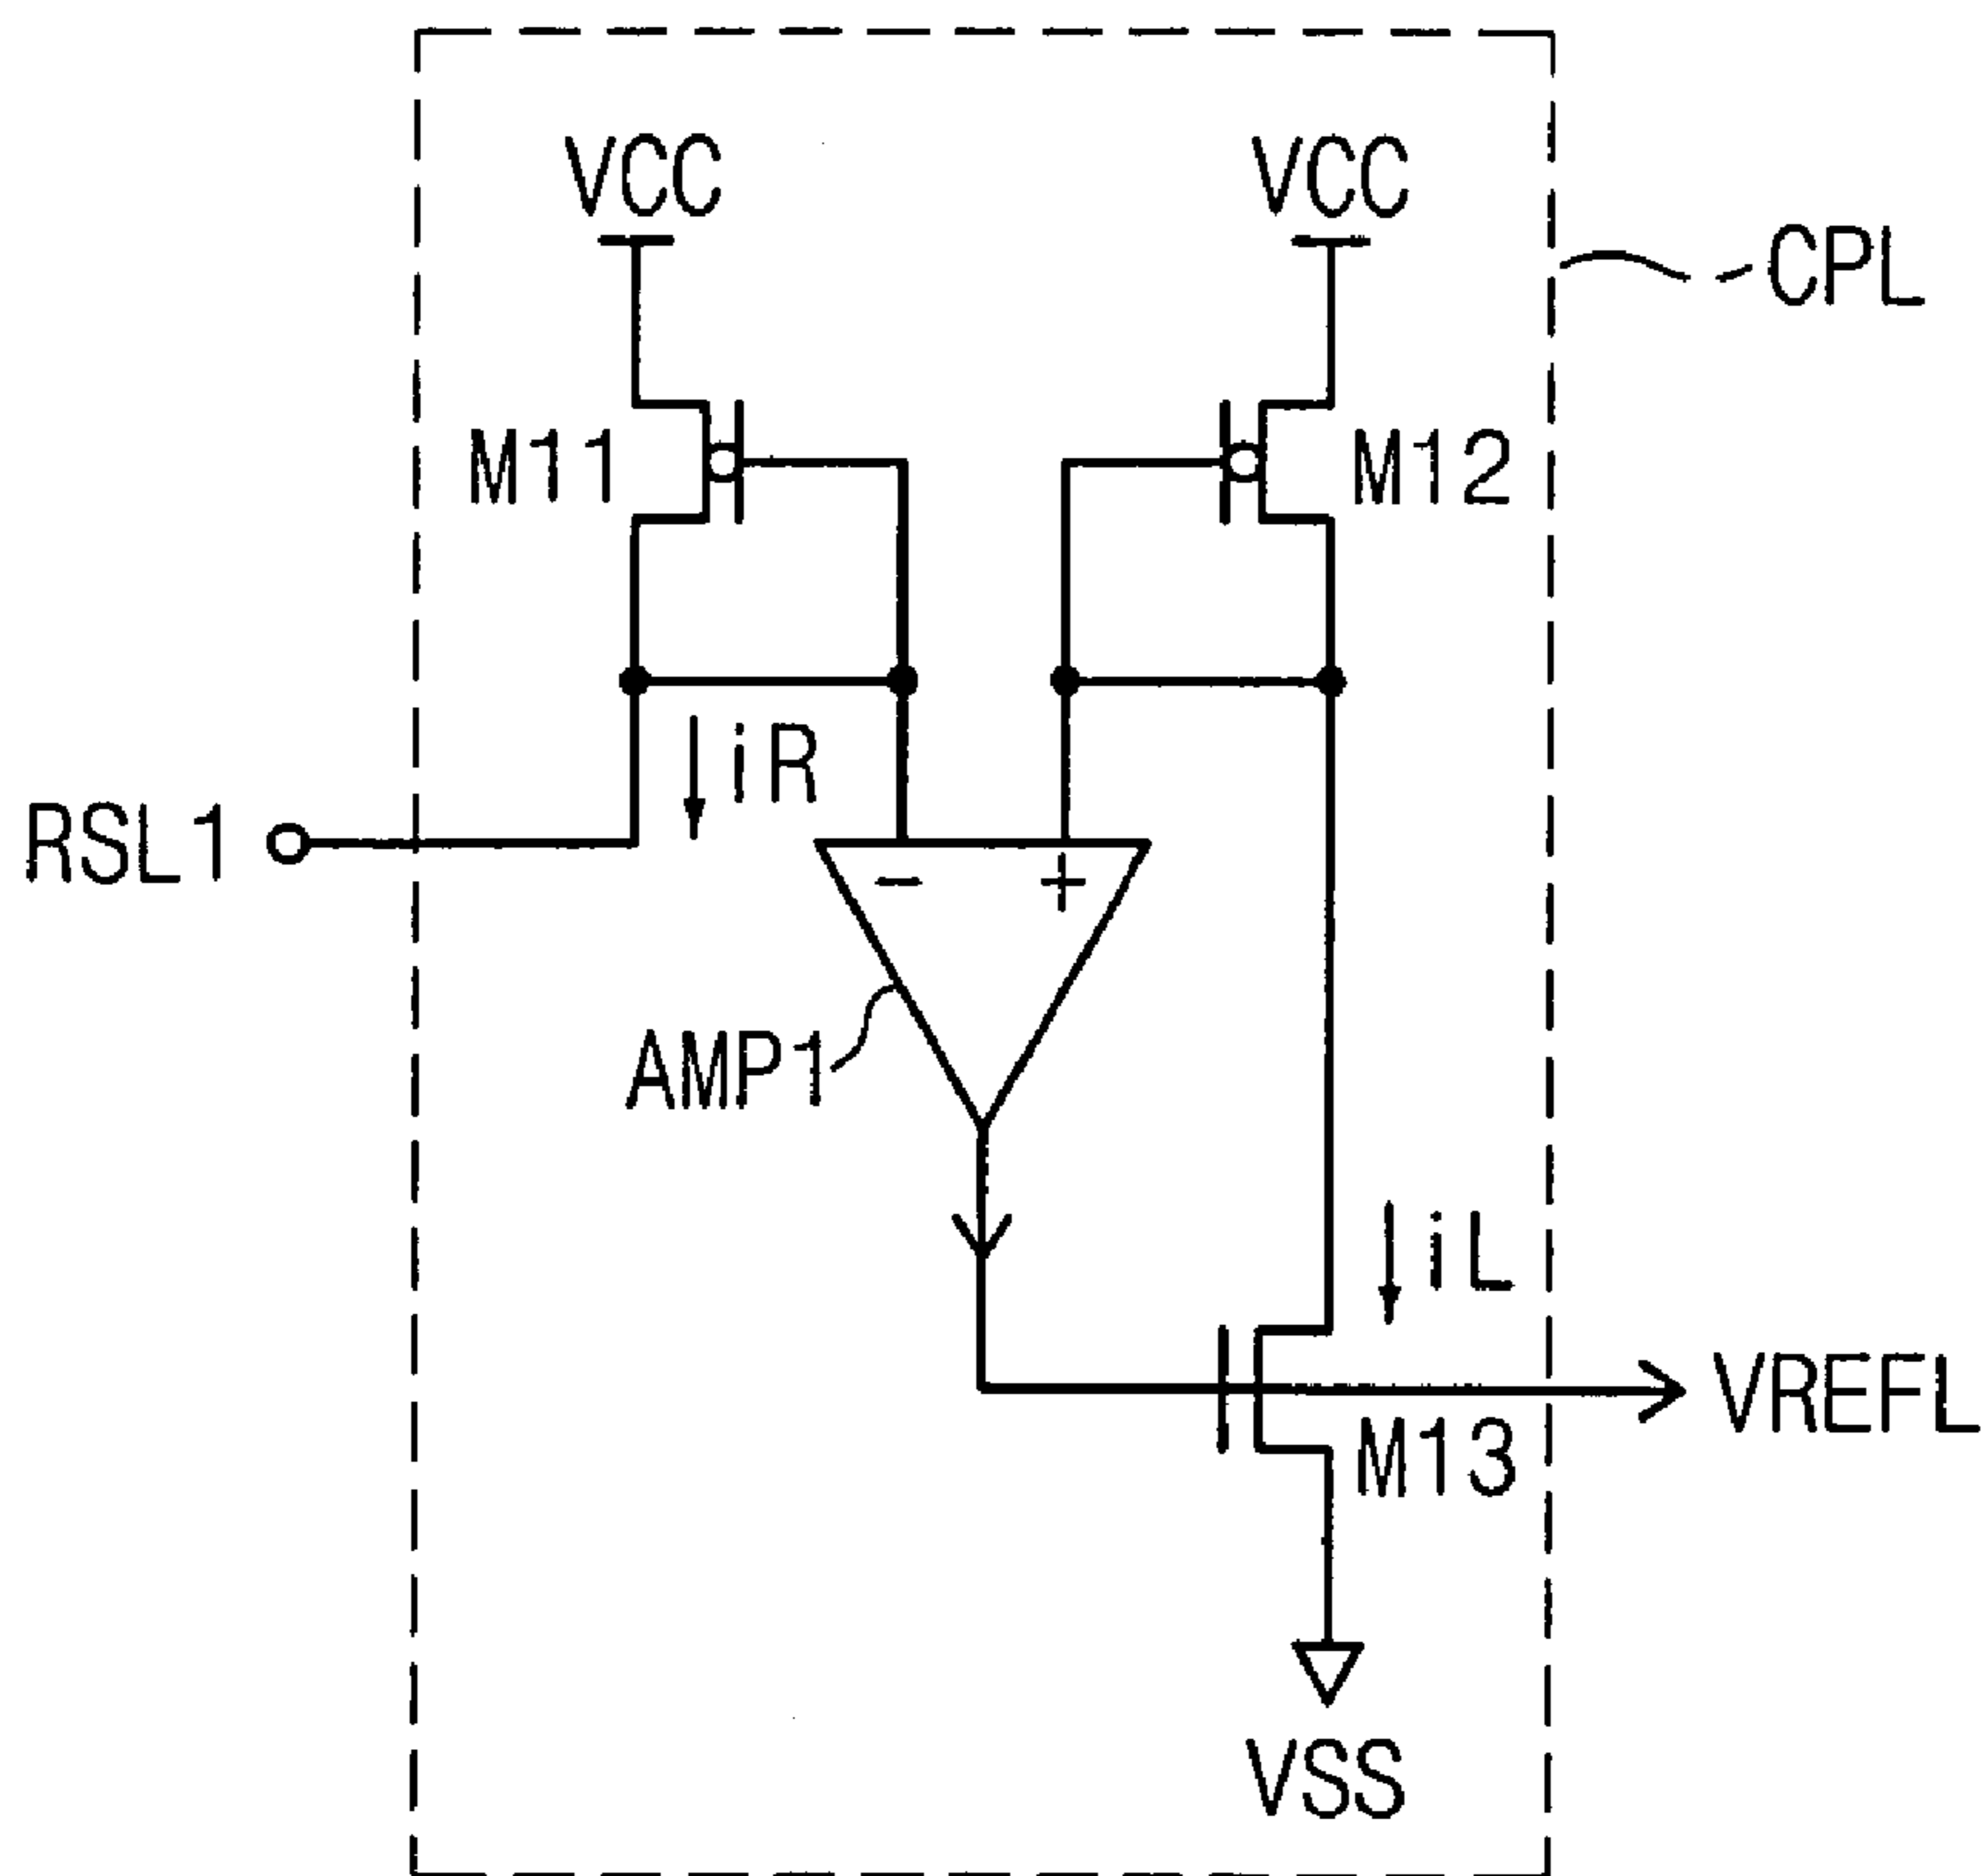 VCC
VCC
CPL
M11
M12
iR
RSL1
- +
AMP1
iL
VREFL
M13
VSS